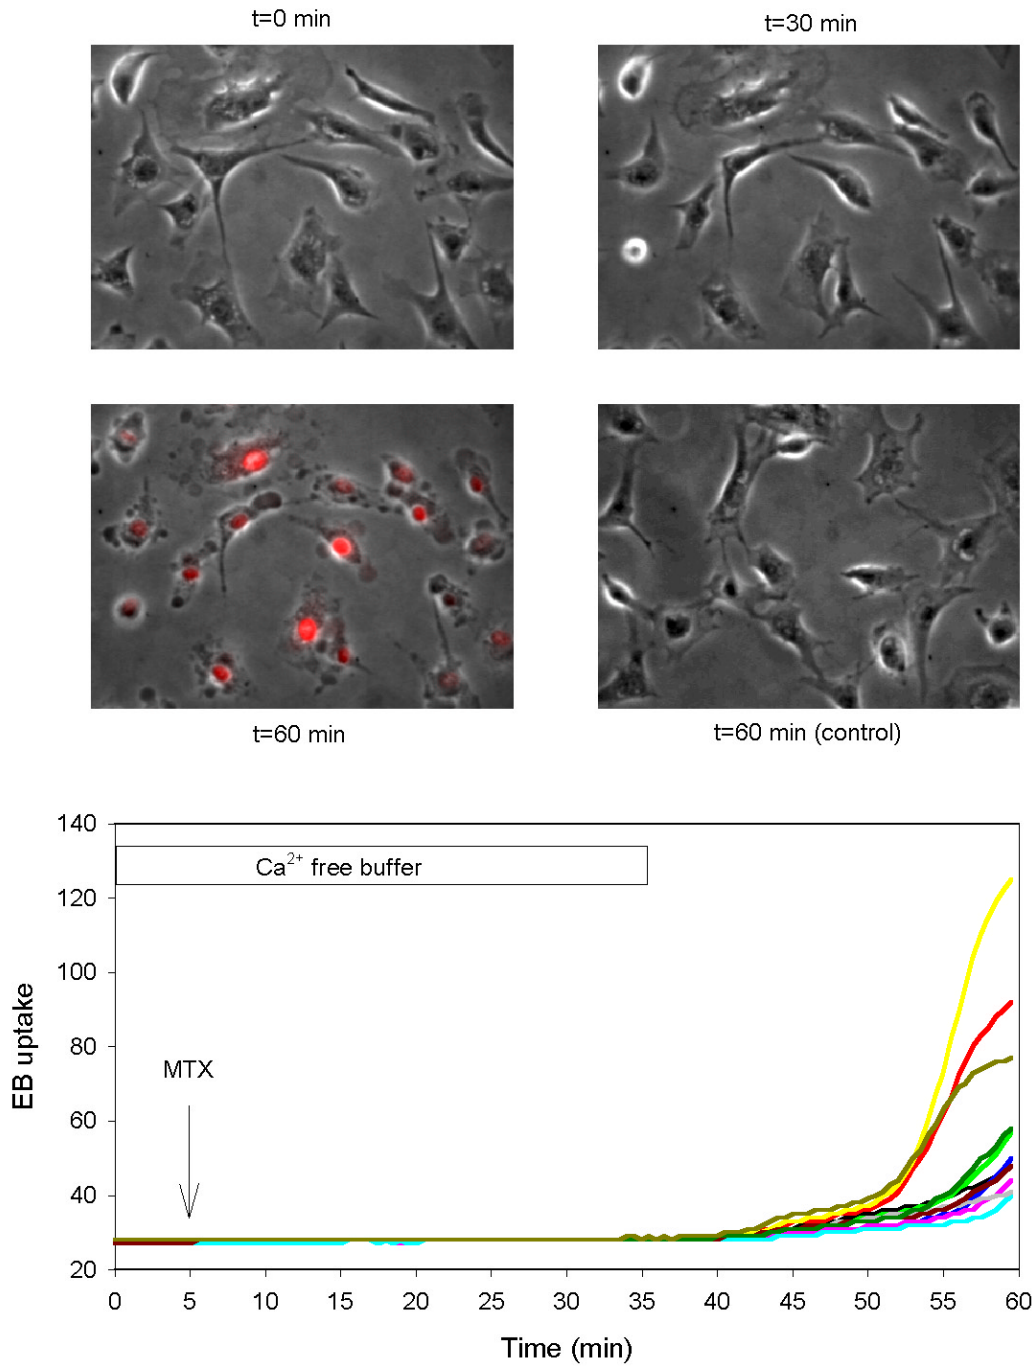 t=0 min
t=30 min
t=60 min
t=60 min (control)
140
Ca²⁺ free buffer
120
100
EB uptake
80
MTX
60
40
20
0 5 10 15 20 25 30 35 40 45 50 55 60
Time (min)